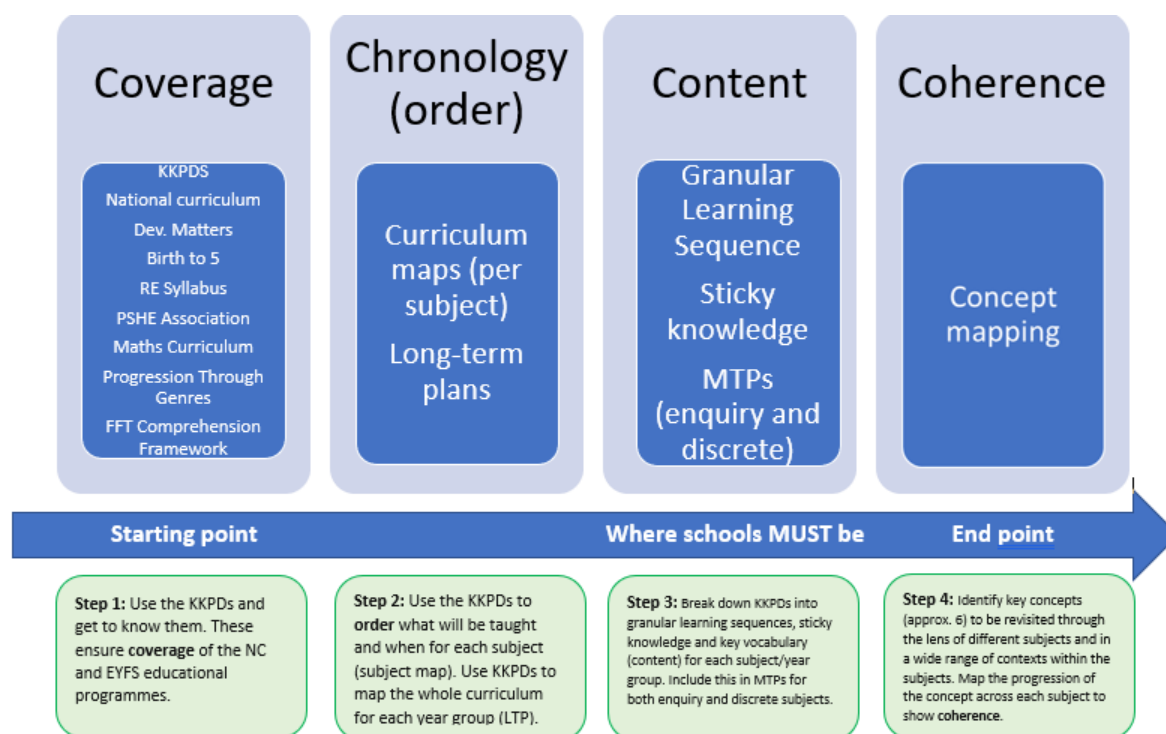 Coverage
KKPDS
National curriculum
Dev. Matters
Birth to 5
RE Syllabus
PSHE Association
Maths Curriculum
Progression Through
Genres
FFT Comprehension
Framework
Chronology
(order)
Curriculum
maps (per
subject)
Long-term
plans
Content
Granular
Learning
Sequence
Sticky
knowledge
MTPs
(enquiry and
discrete)
Coherence
Concept
mapping
Starting point
Where schools MUST be
End point
Step 1: Use the KKPDs and
get to know them. These
ensure coverage of the NC
and EYFS educational
programmes.
Step 2: Use the KKPDs to
order what will be taught
and when for each subject
(subject map). Use KKPDs to
map the whole curriculum
for each year group (LTP).
Step 3: Break down KKPDs into
granular learning sequences, sticky
knowledge and key vocabulary
(content) for each subject/year
group. Include this in MTPs for
both enquiry and discrete subjects.
Step 4: Identify key concepts
(approx. 6) to be revisited through
the lens of different subjects and in
a wide range of contexts within the
subjects. Map the progression of
the concept across each subject to
show coherence.